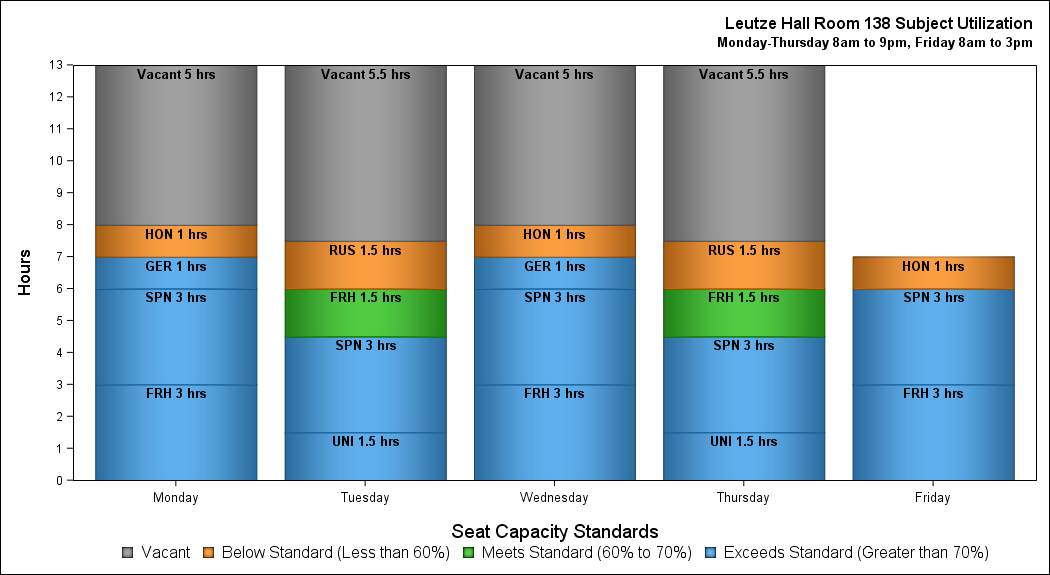 Leutze Hall Room 138 Subject Utilization
Monday-Thursday 8am to 9pm, Friday 8am to 3pm
Hours
13
12
11
10
9
8
7
6
5
4
3
2
1
0
Vacant 5 hrs
HON 1 hrs
GER 1 hrs
SPN 3 hrs
FRH 3 hrs
Monday
Vacant 5.5 hrs
RUS 1.5 hrs
FRH 1.5 hrs
SPN 3 hrs
UNI 1.5 hrs
Tuesday
Vacant 5 hrs
HON 1 hrs
GER 1 hrs
SPN 3 hrs
FRH 3 hrs
Wednesday
Vacant 5.5 hrs
RUS 1.5 hrs
FRH 1.5 hrs
SPN 3 hrs
UNI 1.5 hrs
Thursday
HON 1 hrs
SPN 3 hrs
FRH 3 hrs
Friday
Seat Capacity Standards
Vacant
Below Standard (Less than 60%)
Meets Standard (60% to 70%)
Exceeds Standard (Greater than 70%)